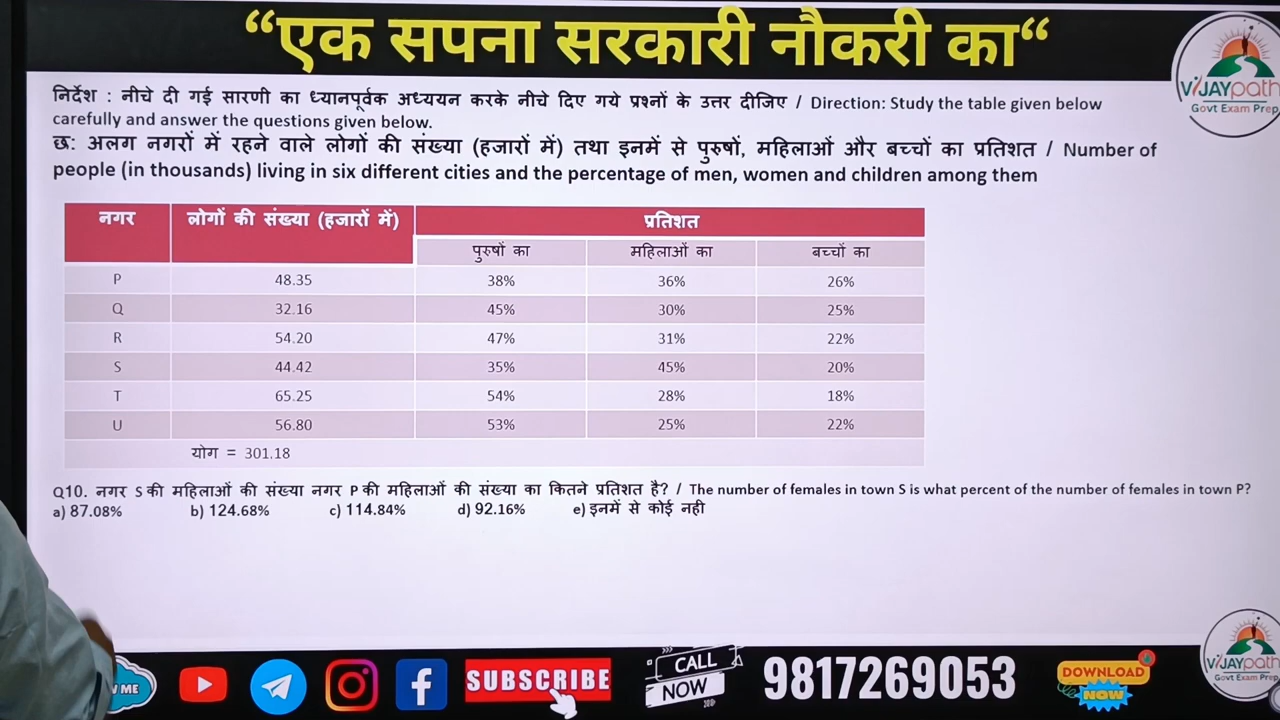 “एक सपना सरकारी नौकरी का“
ViJAYpath
Govt Exam Prep
निर्देश : नीचे दी गई सारणी का ध्यानपूर्वक अध्ययन करके नीचे दिए गये प्रश्नों के उत्तर दीजिए / Direction: Study the table given below
carefully and answer the questions given below.
छ: अलग नगरों में रहने वाले लोगों की संख्या (हजारों में) तथा इनमें से पुरुषों, महिलाओं और बच्चों का प्रतिशत / Number of
people (in thousands) living in six different cities and the percentage of men, women and children among them
नगर लोगों की संख्या (हजारों में) प्रतिशत
पुरुषों का महिलाओं का बच्चों का
P 48.35 38% 36% 26%
Q 32.16 45% 30% 25%
R 54.20 47% 31% 22%
S 44.42 35% 45% 20%
T 65.25 54% 28% 18%
U 56.80 53% 25% 22%
योग = 301.18
Q10. नगर S की महिलाओं की संख्या नगर P की महिलाओं की संख्या का कितने प्रतिशत है? / The number of females in town S is what percent of the number of females in town P?
a) 87.08% b) 124.68% c) 114.84% d) 92.16% e) इनमें से कोई नही
ME
SUBSCRIBE
CALL
NOW
9817269053
DOWNLOAD
NOW
ViJAYpath
Govt Exam Prep